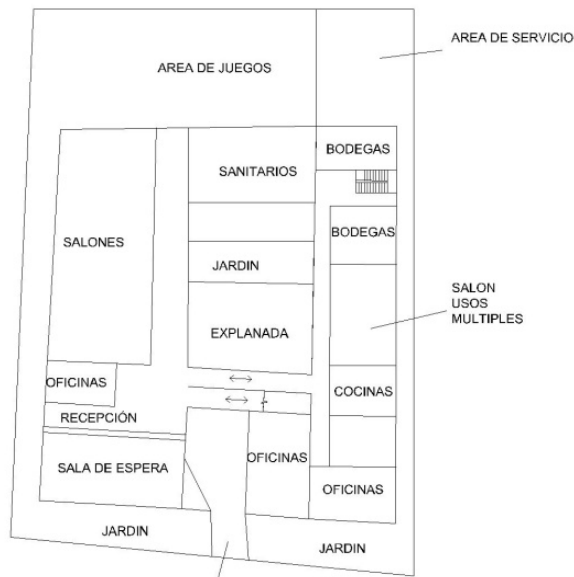 AREA DE SERVICIO
AREA DE JUEGOS
BODEGAS
SANITARIOS
BODEGAS
SALONES
JARDIN
SALON
USOS
MULTIPLES
EXPLANADA
OFICINAS
COCINAS
RECEPCIÓN
SALA DE ESPERA
OFICINAS
OFICINAS
JARDIN
JARDIN